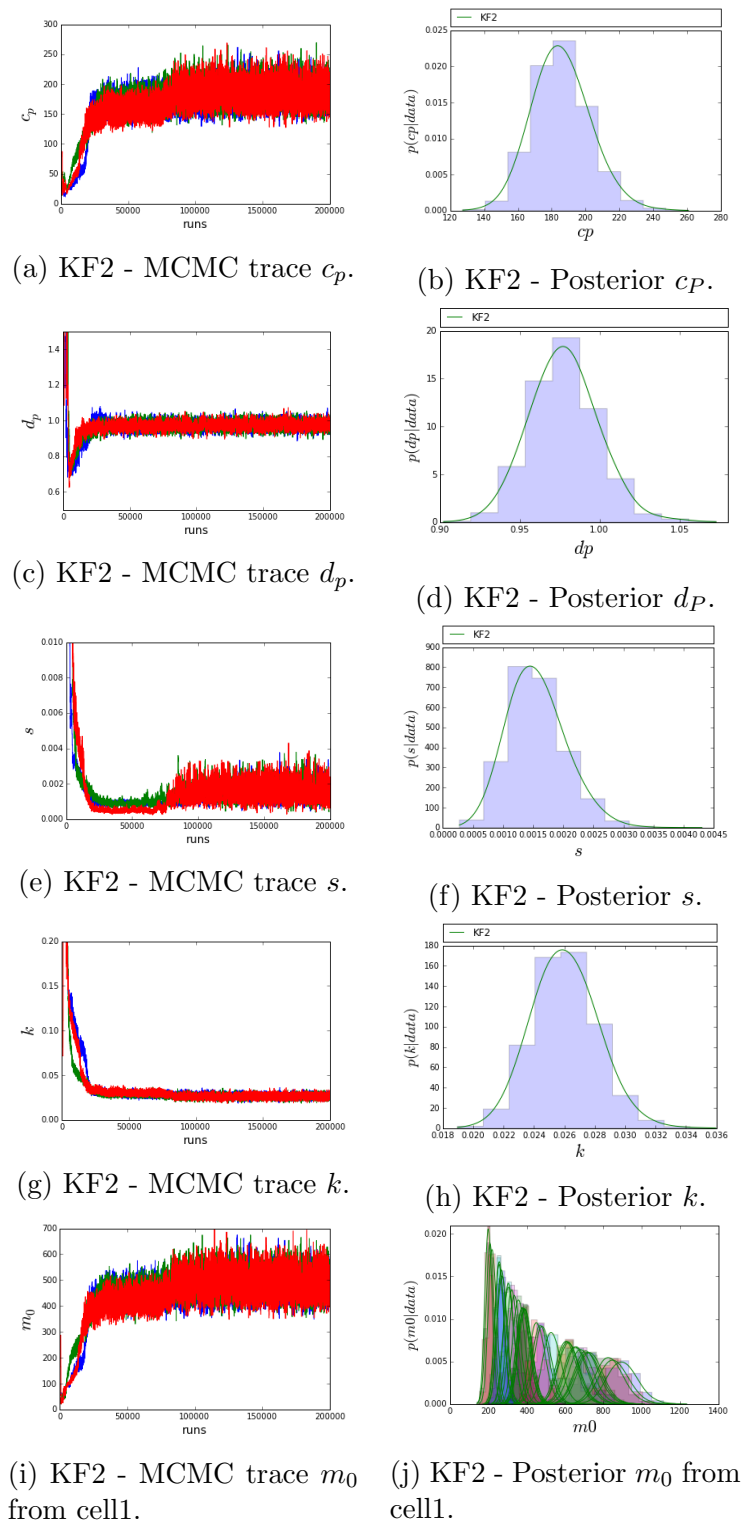 300
250
200
150
100
50
0
c_p
0 50000 100000 150000 200000
runs
KF2
0.025
0.020
0.015
0.010
0.005
0.000
p(cp|data)
120 140 160 180 200 220 240 260 280
cp
(a) KF2 - MCMC trace c_p.
(b) KF2 - Posterior c_P.
1.4
1.2
1.0
0.8
0.6
d_p
0 50000 100000 150000 200000
runs
KF2
20
15
10
5
0
p(dp|data)
0.90 0.95 1.00 1.05
dp
(c) KF2 - MCMC trace d_p.
(d) KF2 - Posterior d_P.
0.010
0.008
0.006
0.004
0.002
0.000
s
0 50000 100000 150000 200000
runs
KF2
900
800
700
600
500
400
300
200
100
0
p(s|data)
0.0000 0.0005 0.0010 0.0015 0.0020 0.0025 0.0030 0.0035 0.0040 0.0045
s
(e) KF2 - MCMC trace s.
(f) KF2 - Posterior s.
0.20
0.15
0.10
0.05
0.00
k
0 50000 100000 150000 200000
runs
KF2
180
160
140
120
100
80
60
40
20
0
p(k|data)
0.018 0.020 0.022 0.024 0.026 0.028 0.030 0.032 0.034 0.036
k
(g) KF2 - MCMC trace k.
(h) KF2 - Posterior k.
700
600
500
400
300
200
100
0
m_0
0 50000 100000 150000 200000
runs
0.020
0.015
0.010
0.005
0.000
p(m0|data)
0 200 400 600 800 1000 1200 1400
m0
(i) KF2 - MCMC trace m_0
from cell1.
(j) KF2 - Posterior m_0 from
cell1.